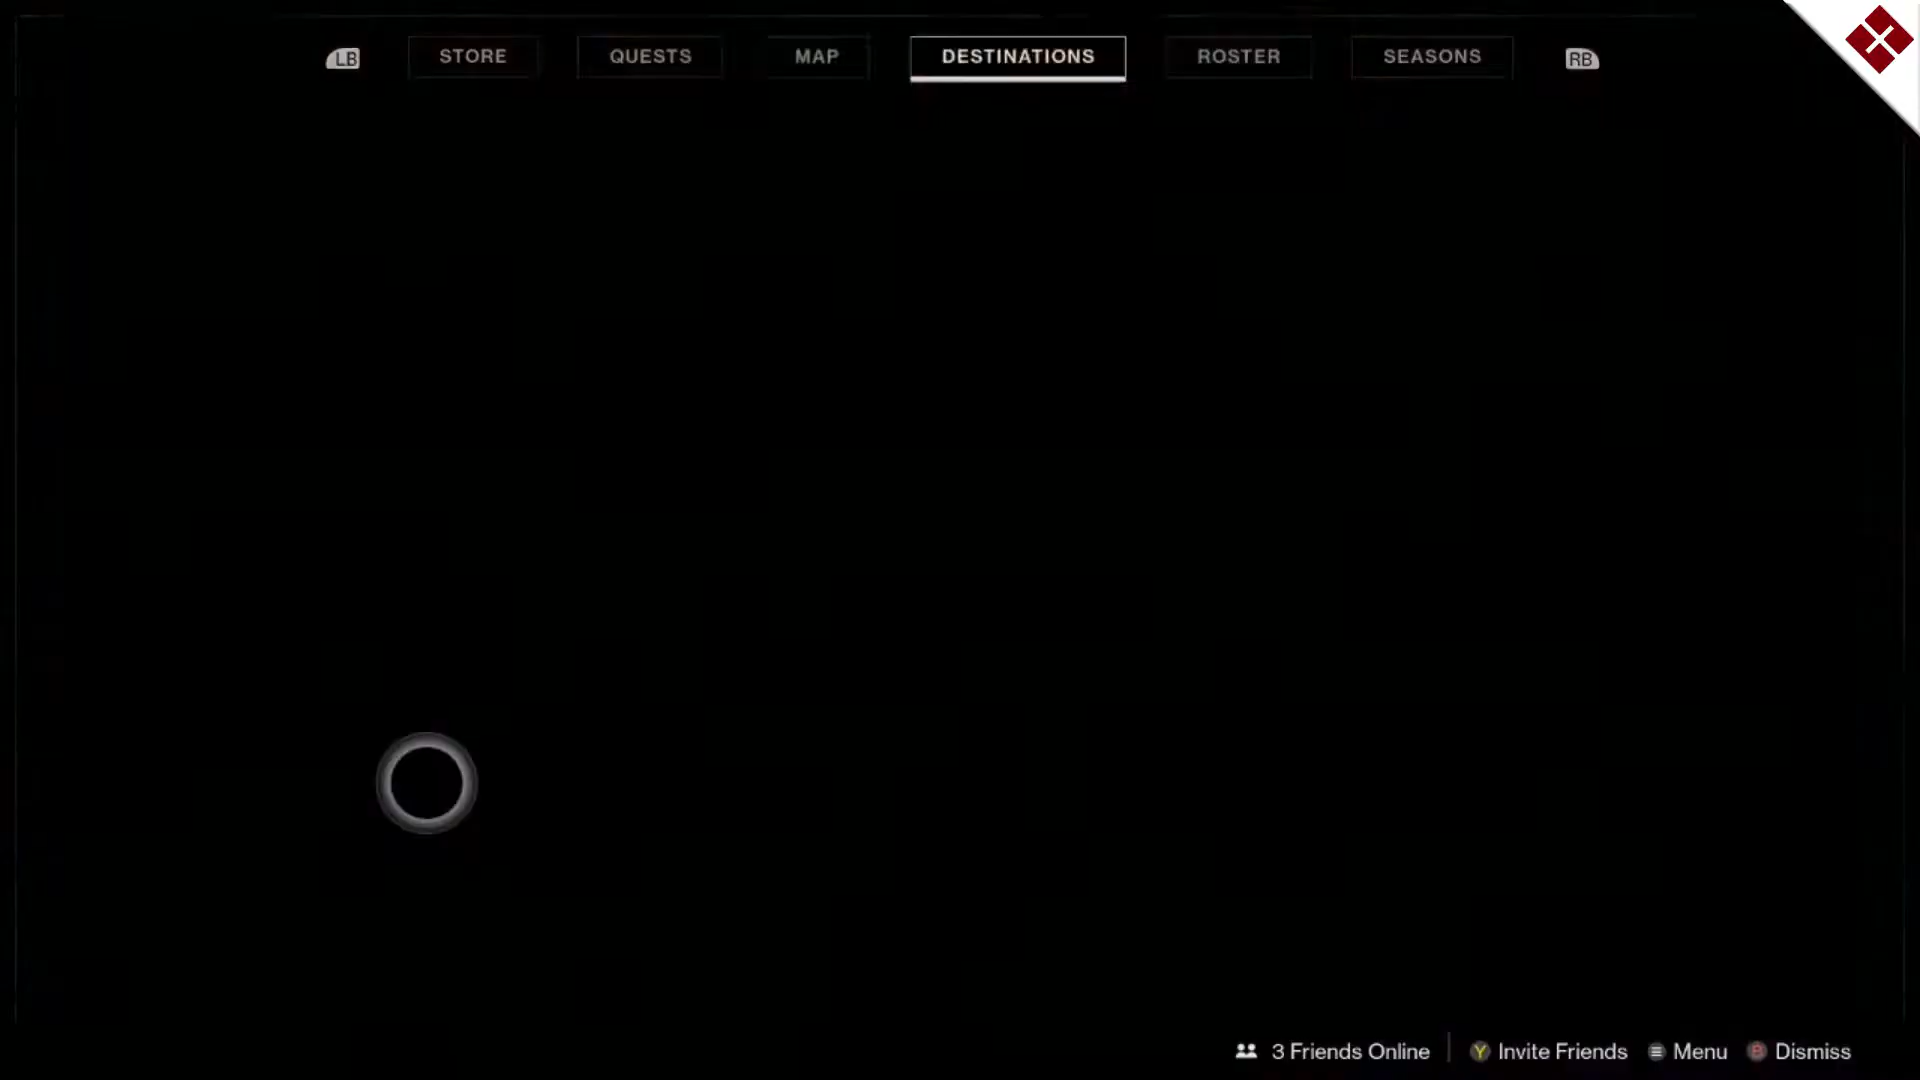 LB STORE QUESTS MAP DESTINATIONS ROSTER SEASONS RB
3 Friends Online Y Invite Friends Menu B Dismiss